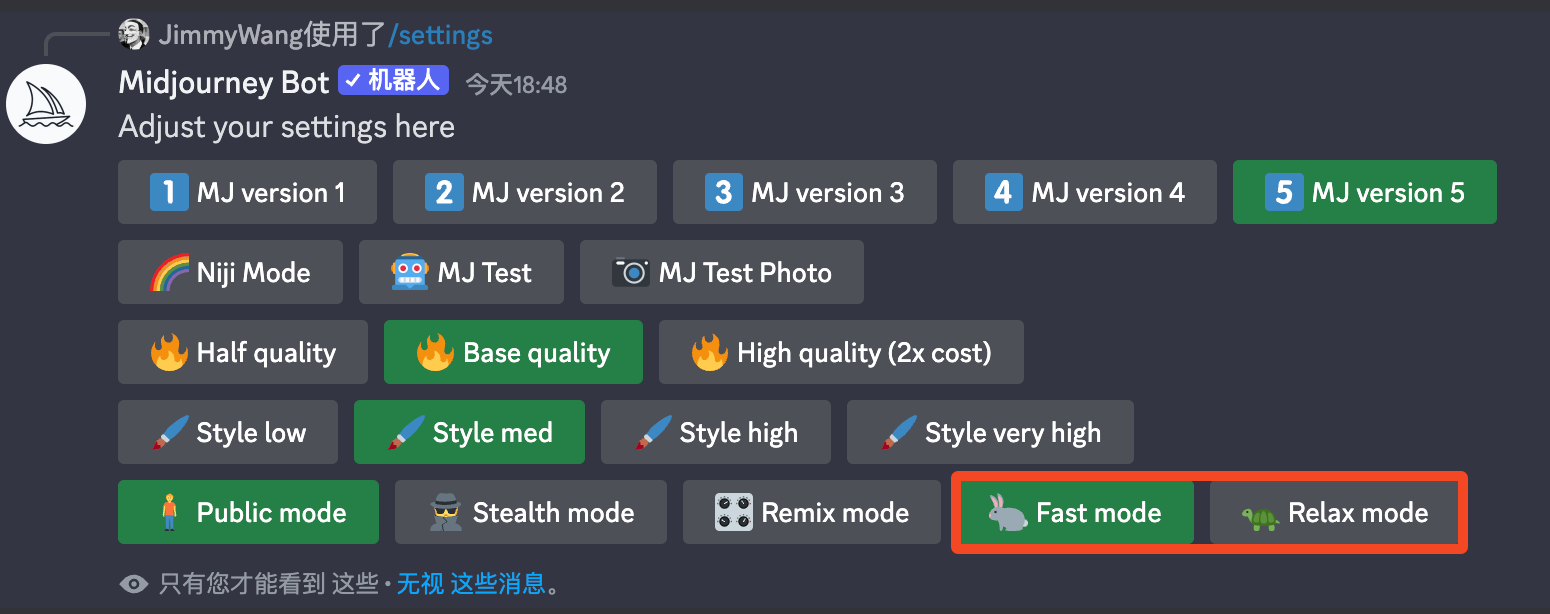 JimmyWang使用了/settings
Midjourney Bot ✓ 机器人 今天18:48
Adjust your settings here
1 MJ version 1 2 MJ version 2 3 MJ version 3 4 MJ version 4 5 MJ version 5
Niji Mode MJ Test MJ Test Photo
Half quality Base quality High quality (2x cost)
Style low Style med Style high Style very high
Public mode Stealth mode Remix mode Fast mode Relax mode
只有您才能看到 这些 • 无视 这些消息。